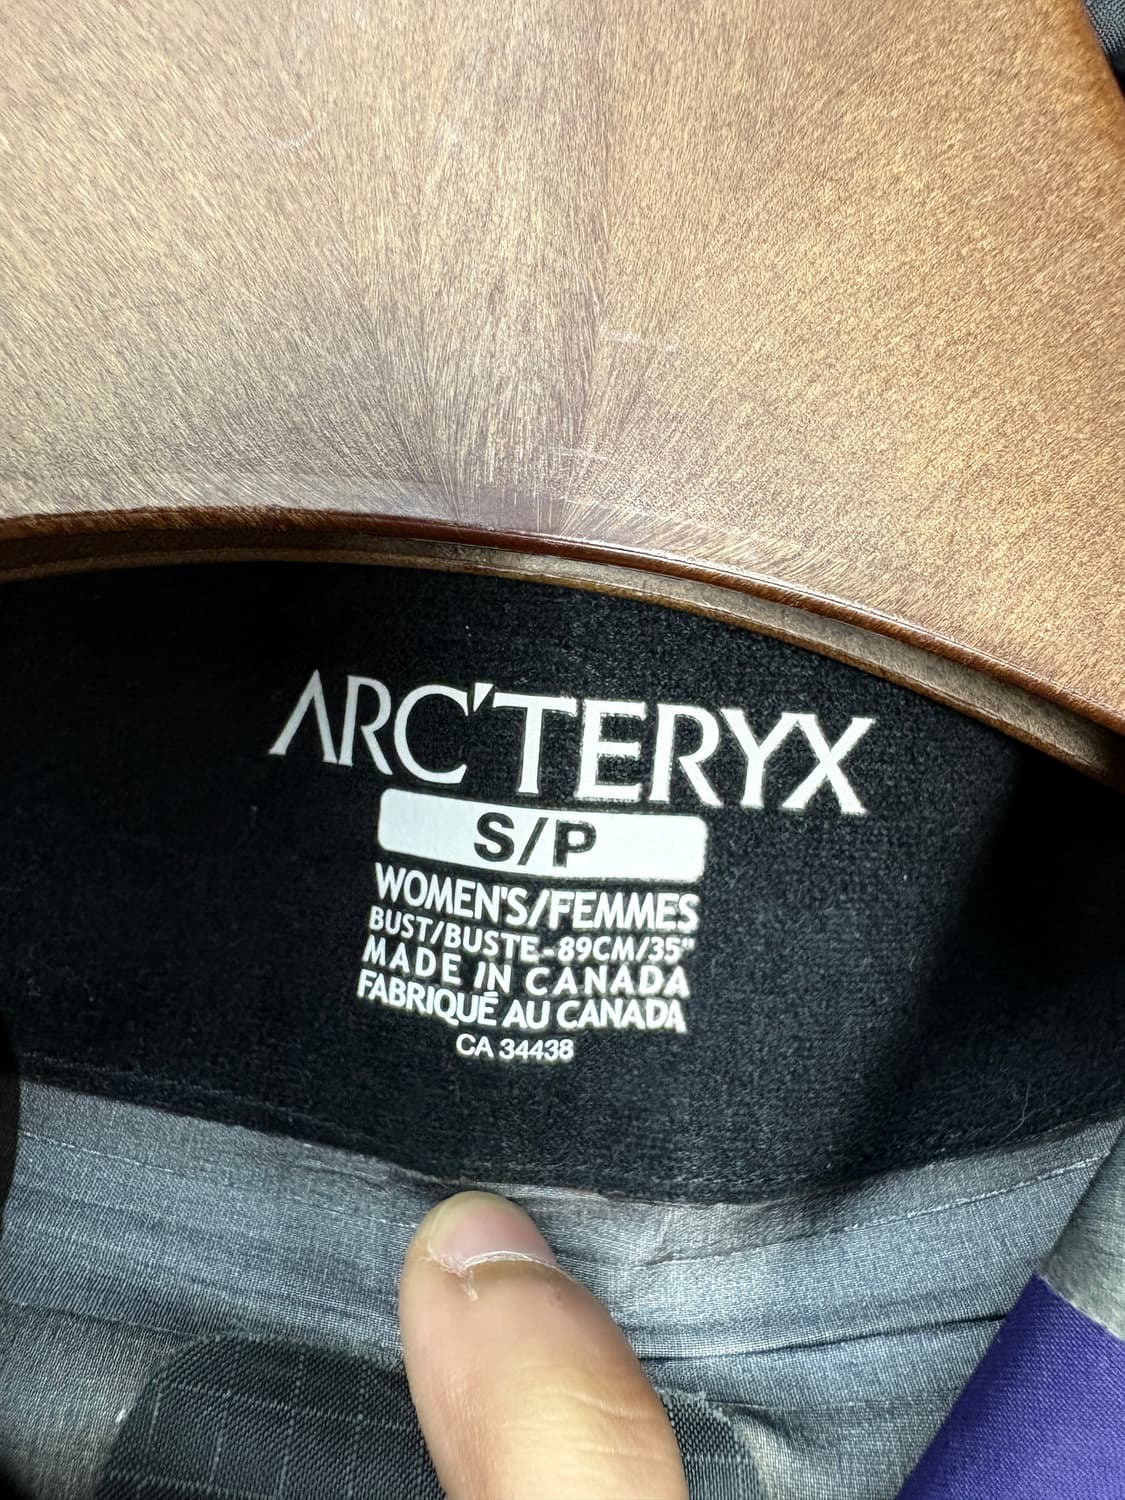 ARC'TERYX
S/P
WOMEN'S/FEMMES
BUST/BUSTE-89CM/35"
MADE IN CANADA
FABRIQUÉ AU CANADA
CA 34438